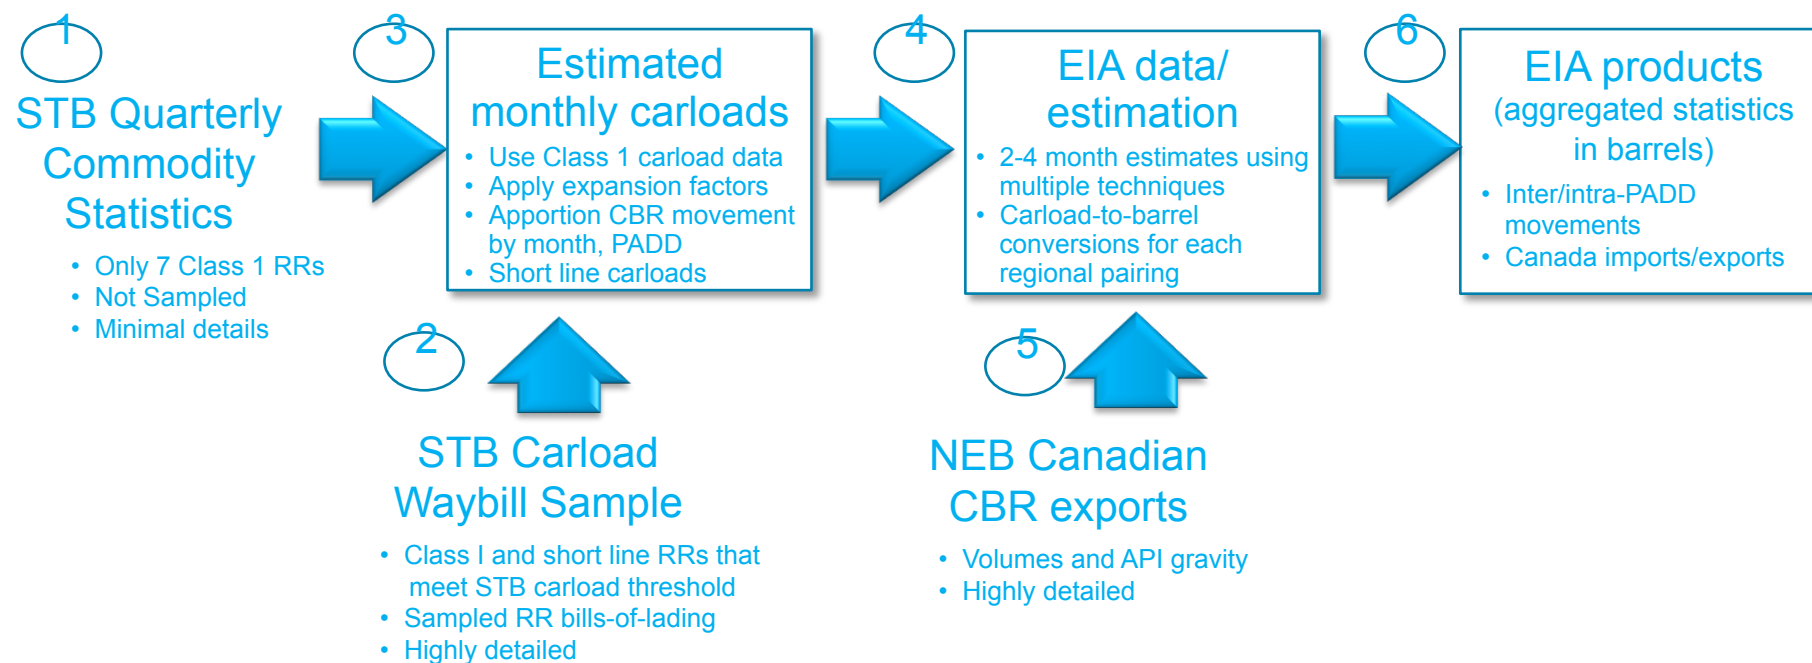 1
STB Quarterly
Commodity
Statistics
• Only 7 Class 1 RRs
• Not Sampled
• Minimal details
3
Estimated
monthly carloads
• Use Class 1 carload data
• Apply expansion factors
• Apportion CBR movement
by month, PADD
• Short line carloads
2
STB Carload
Waybill Sample
• Class I and short line RRs that
meet STB carload threshold
• Sampled RR bills-of-lading
• Highly detailed
4
EIA data/
estimation
• 2-4 month estimates using
multiple techniques
• Carload-to-barrel
conversions for each
regional pairing
5
NEB Canadian
CBR exports
• Volumes and API gravity
• Highly detailed
6
EIA products
(aggregated statistics
in barrels)
• Inter/intra-PADD
movements
• Canada imports/exports